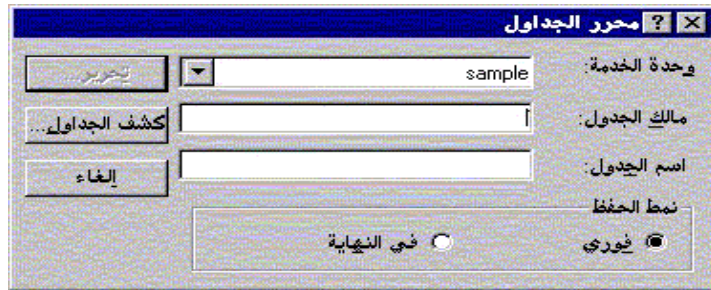 محرر الجداول
وحدة الخدمة: sample تحرير...
مالك الجدول: أ كشف الجداول...
اسم الجدول: إلغاء
نمط الحفظ
فوري في النهاية